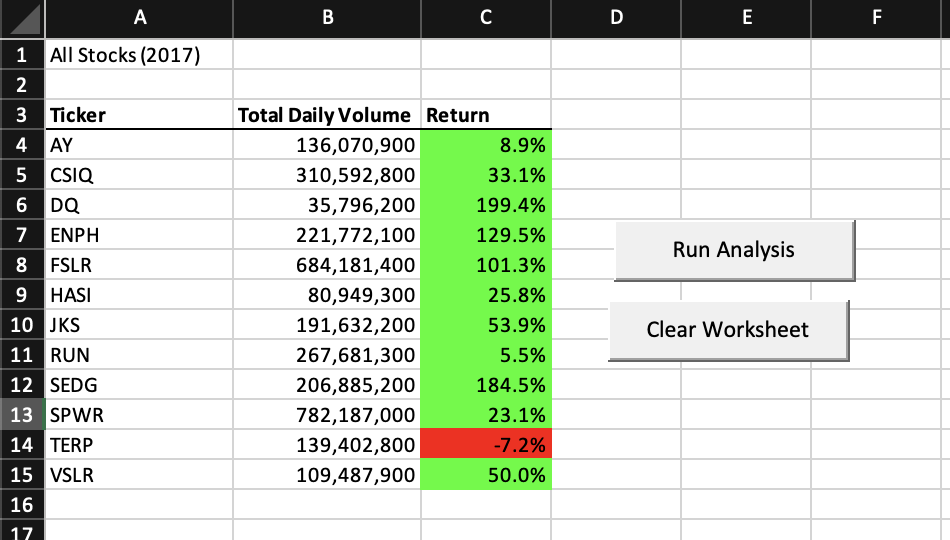 A B C D E F
1 All Stocks (2017)
2
3 Ticker Total Daily Volume Return
4 AY 136,070,900 8.9%
5 CSIQ 310,592,800 33.1%
6 DQ 35,796,200 199.4%
7 ENPH 221,772,100 129.5%
8 FSLR 684,181,400 101.3%
9 HASI 80,949,300 25.8%
10 JKS 191,632,200 53.9%
11 RUN 267,681,300 5.5%
12 SEDG 206,885,200 184.5%
13 SPWR 782,187,000 23.1%
14 TERP 139,402,800 -7.2%
15 VSLR 109,487,900 50.0%
16
17
Run Analysis
Clear Worksheet